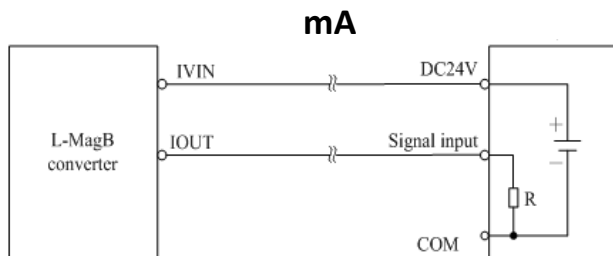 mA
IVIN
DC24V
L-MagB
converter
IOUT
Signal input
+
−
R
COM